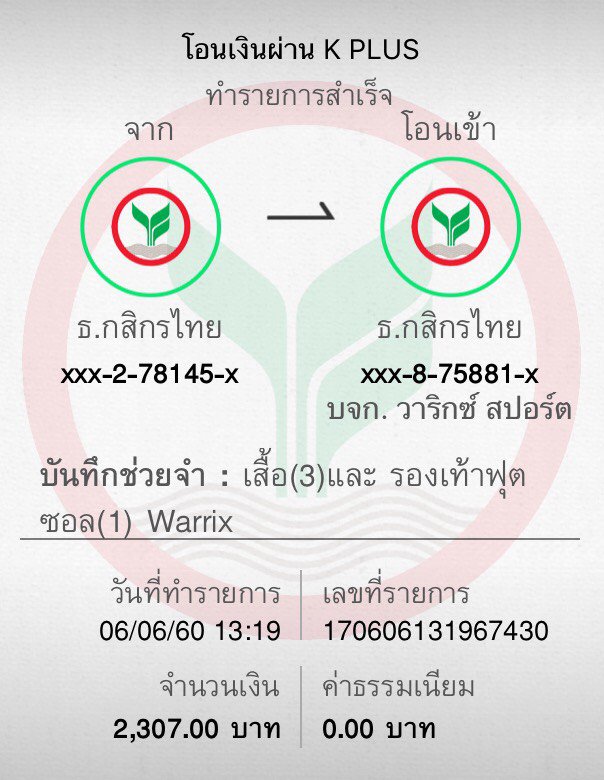 โอนเงินผ่าน K PLUS
ทำรายการสำเร็จ
จาก
โอนเข้า
ธ.กสิกรไทย
ธ.กสิกรไทย
xxx-2-78145-x
xxx-8-75881-x
บจก. วาริกซ์ สปอร์ต
บันทึกช่วยจำ : เสื้อ(3)และ รองเท้าฟุต
ซอล(1) Warrix
วันที่ทำรายการ
เลขที่รายการ
06/06/60 13:19
170606131967430
จำนวนเงิน
ค่าธรรมเนียม
2,307.00 บาท
0.00 บาท